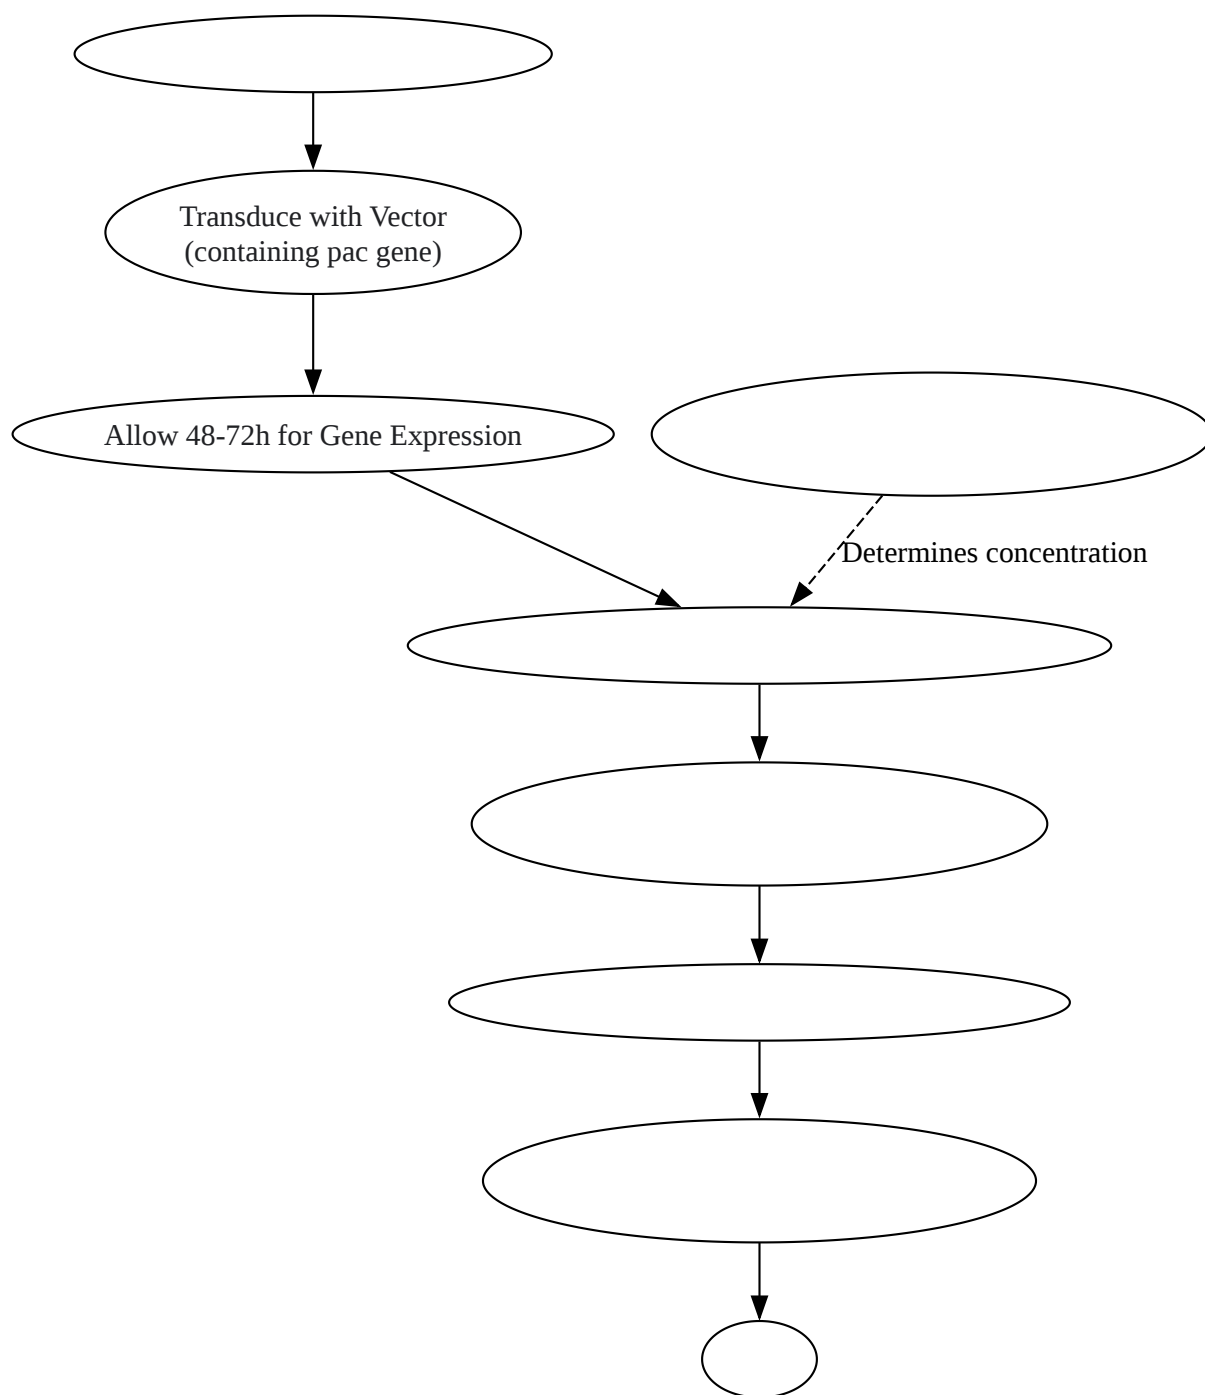 Transduce with Vector
(containing pac gene)
Allow 48-72h for Gene Expression
Determines concentration